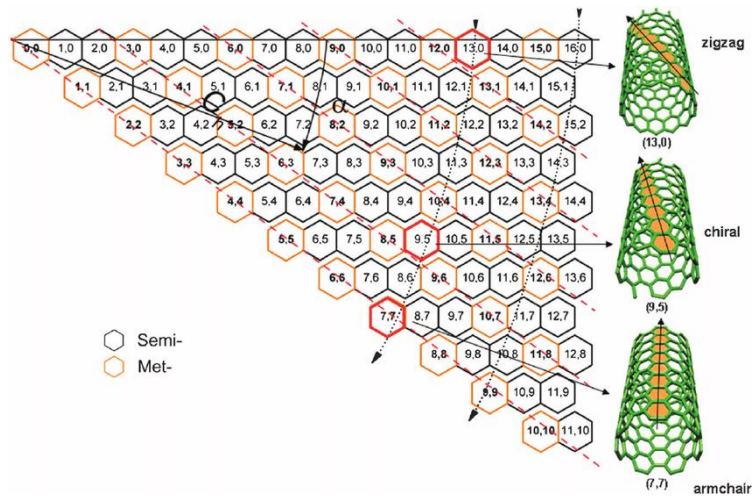 0,0 1,0 2,0 3,0 4,0 5,0 6,0 7,0 8,0 9,0 10,0 11,0 12,0 13,0 14,0 15,0 16,0 zigzag
1,1 2,1 3,1 4,1 5,1 6,1 7,1 8,1 9,1 10,1 11,1 12,1 13,1 14,1 15,1
Ch α
2,2 3,2 4,2 5,2 6,2 7,2 8,2 9,2 10,2 11,2 12,2 13,2 14,2 15,2
(13,0)
3,3 4,3 5,3 6,3 7,3 8,3 9,3 10,3 11,3 12,3 13,3 14,3
4,4 5,4 6,4 7,4 8,4 9,4 10,4 11,4 12,4 13,4 14,4
chiral
5,5 6,5 7,5 8,5 9,5 10,5 11,5 12,5 13,5
6,6 7,6 8,6 9,6 10,6 11,6 12,6 13,6
(9,5)
7,7 8,7 9,7 10,7 11,7 12,7
Semi-
8,8 9,8 10,8 11,8 12,8
Met-
9,9 10,9 11,9
10,10 11,10
(7,7)
armchair